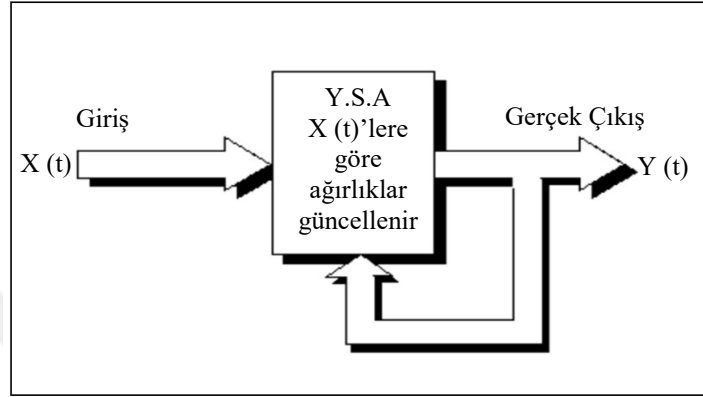 Giriş
X (t)
Y.S.A
X (t)’lere
göre
ağırlıklar
güncellenir
Gerçek Çıkış
Y (t)